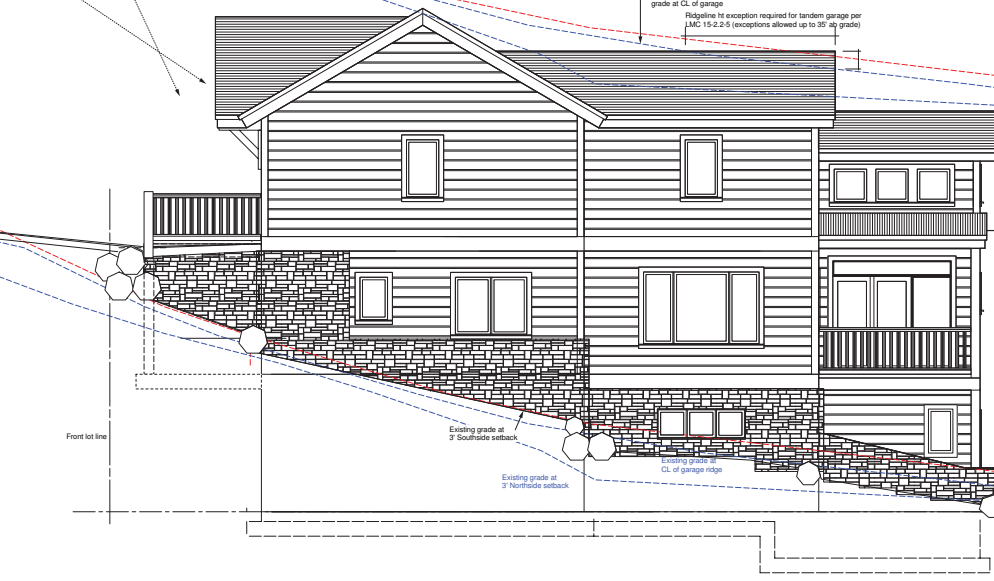 grade at CL of garage
Ridgeline ht exception required for tandem garage per
LMC 15-2.2-5 (exceptions allowed up to 35' ab grade)
Front lot line
Existing grade at
3' Southside setback
Existing grade at
CL of garage ridge
Existing grade at
3' Northside setback